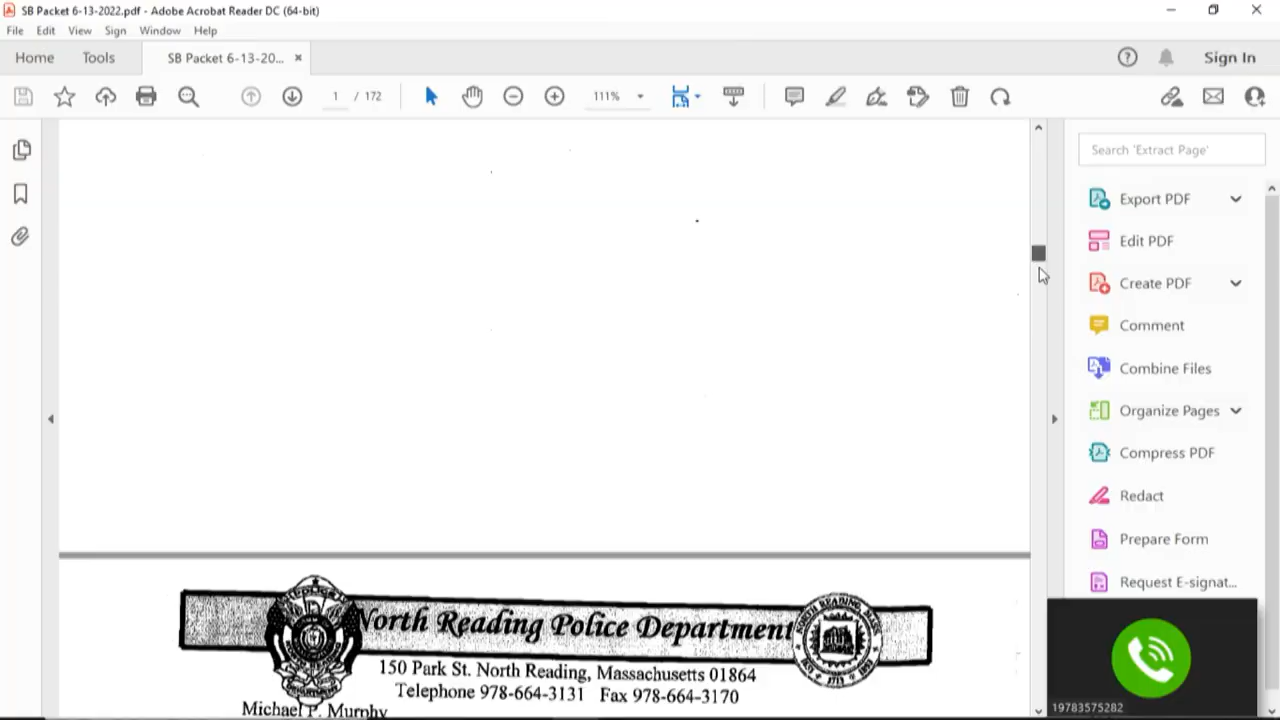 SB Packet 6-13-2022.pdf - Adobe Acrobat Reader DC (64-bit)
File Edit View Sign Window Help
Home Tools SB Packet 6-13-20... × Sign In
1 / 172 111%
Search 'Extract Page'
Export PDF
Edit PDF
Create PDF
Comment
Combine Files
Organize Pages
Compress PDF
Redact
Prepare Form
Request E-signat...
North Reading Police Department
150 Park St. North Reading, Massachusetts 01864
Telephone 978-664-3131 Fax 978-664-3170
Michael P. Murphy
19783575282